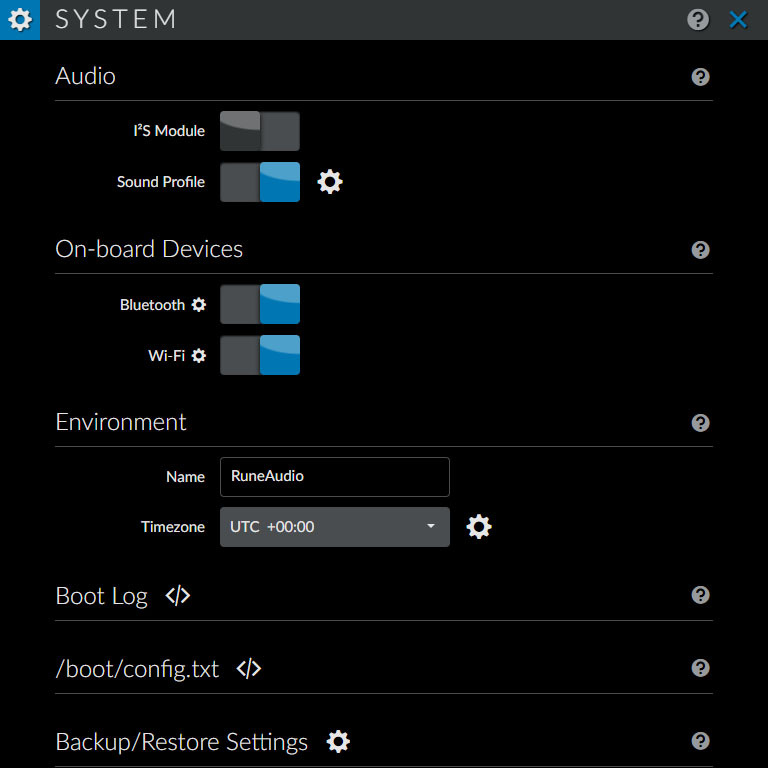 SYSTEM
Audio
I²S Module
Sound Profile
On-board Devices
Bluetooth
Wi-Fi
Environment
Name RuneAudio
Timezone UTC +00:00
Boot Log </>
/boot/config.txt </>
Backup/Restore Settings